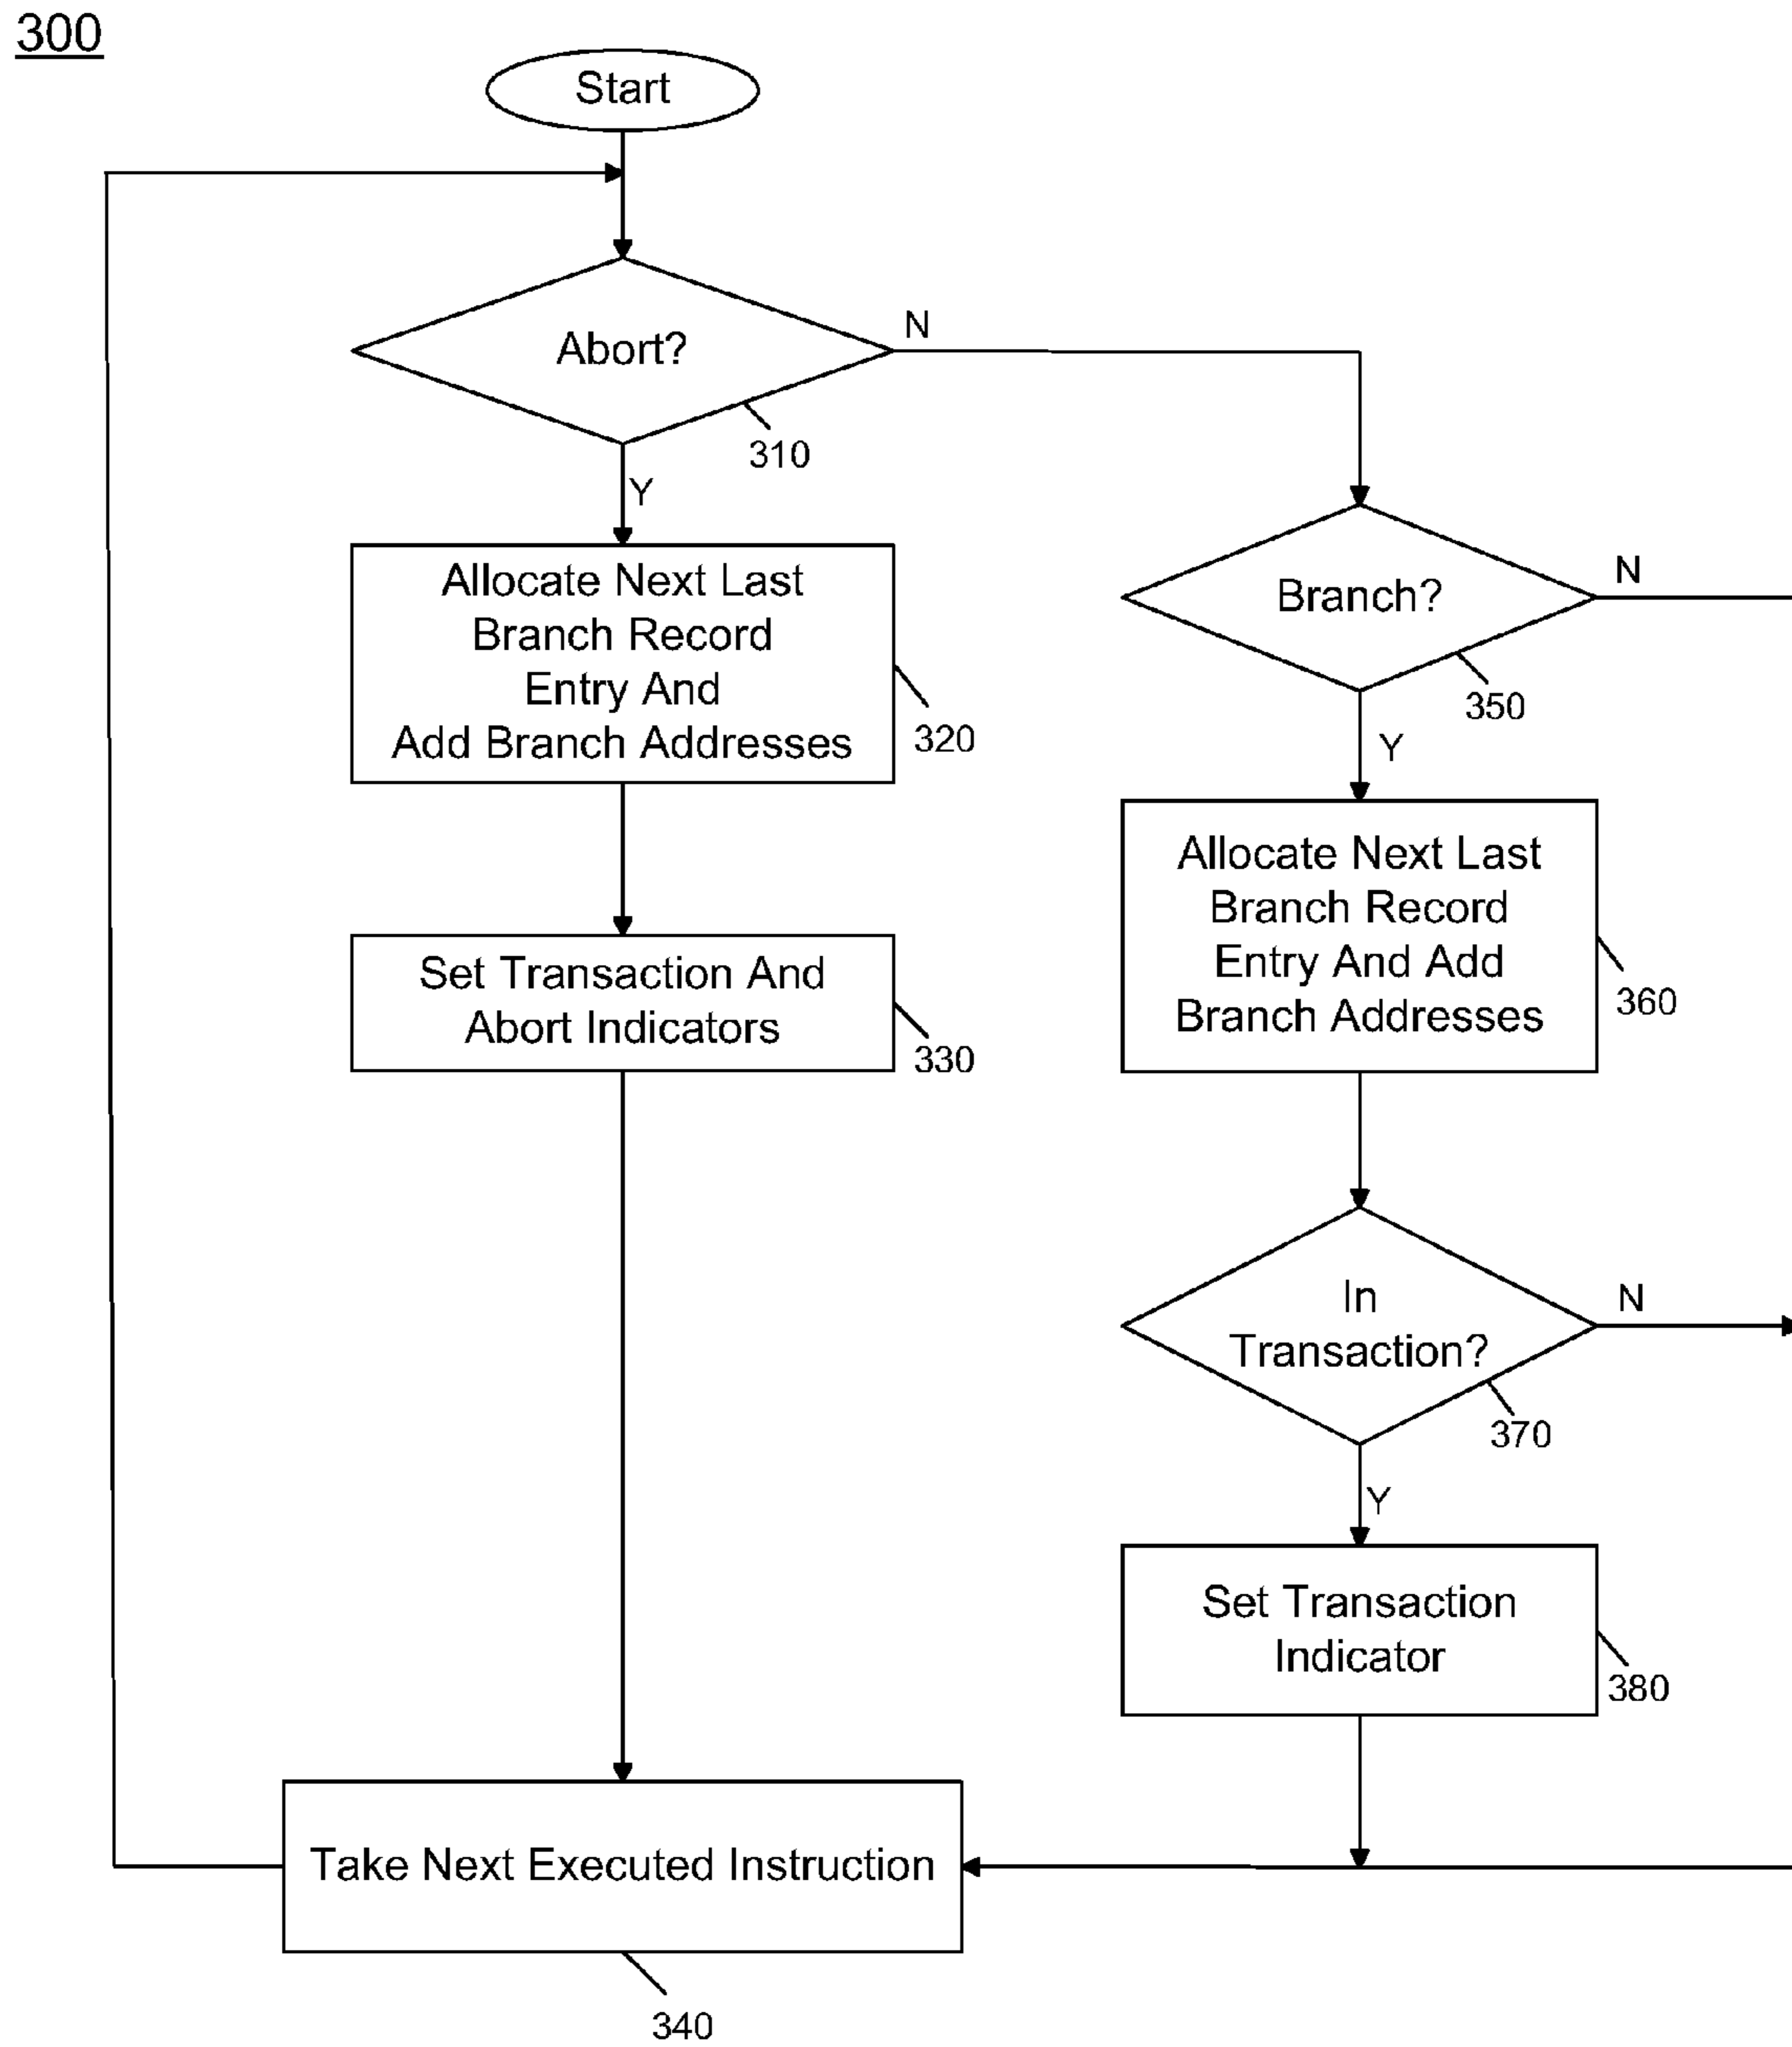 300
Start
Abort?
N
310
Y
Allocate Next Last
Branch Record
Entry And
Add Branch Addresses
320
Set Transaction And
Abort Indicators
330
Branch?
N
350
Y
Allocate Next Last
Branch Record
Entry And Add
Branch Addresses
360
In
Transaction?
N
370
Y
Set Transaction
Indicator
380
Take Next Executed Instruction
340